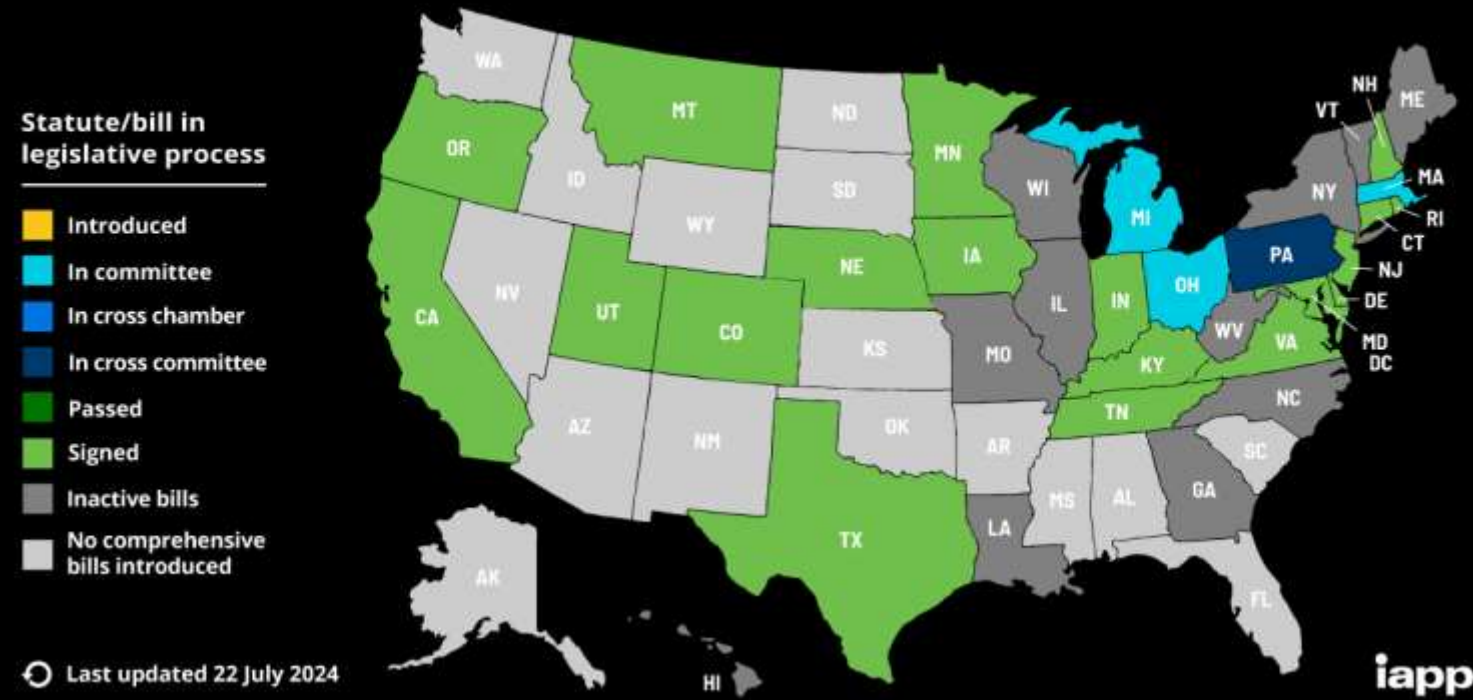 Statute/bill in
legislative process
Introduced
In committee
In cross chamber
In cross committee
Passed
Signed
Inactive bills
No comprehensive
bills introduced
Last updated 22 July 2024
WA
OR
CA
ID
NV
MT
WY
UT
AZ
CO
NM
ND
SD
NE
KS
OK
TX
MN
IA
MO
AR
LA
WI
IL
MI
IN
OH
KY
TN
MS
AL
GA
FL
SC
NC
VA
WV
PA
NY
VT
NH
ME
MA
RI
CT
NJ
DE
MD
DC
AK
HI
iapp